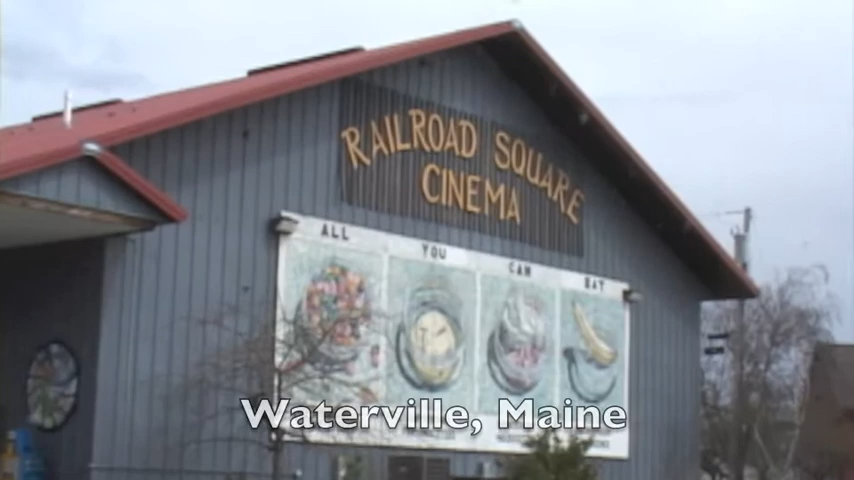 RAILROAD SQUARE
CINEMA
ALL YOU CAN EAT
Waterville, Maine